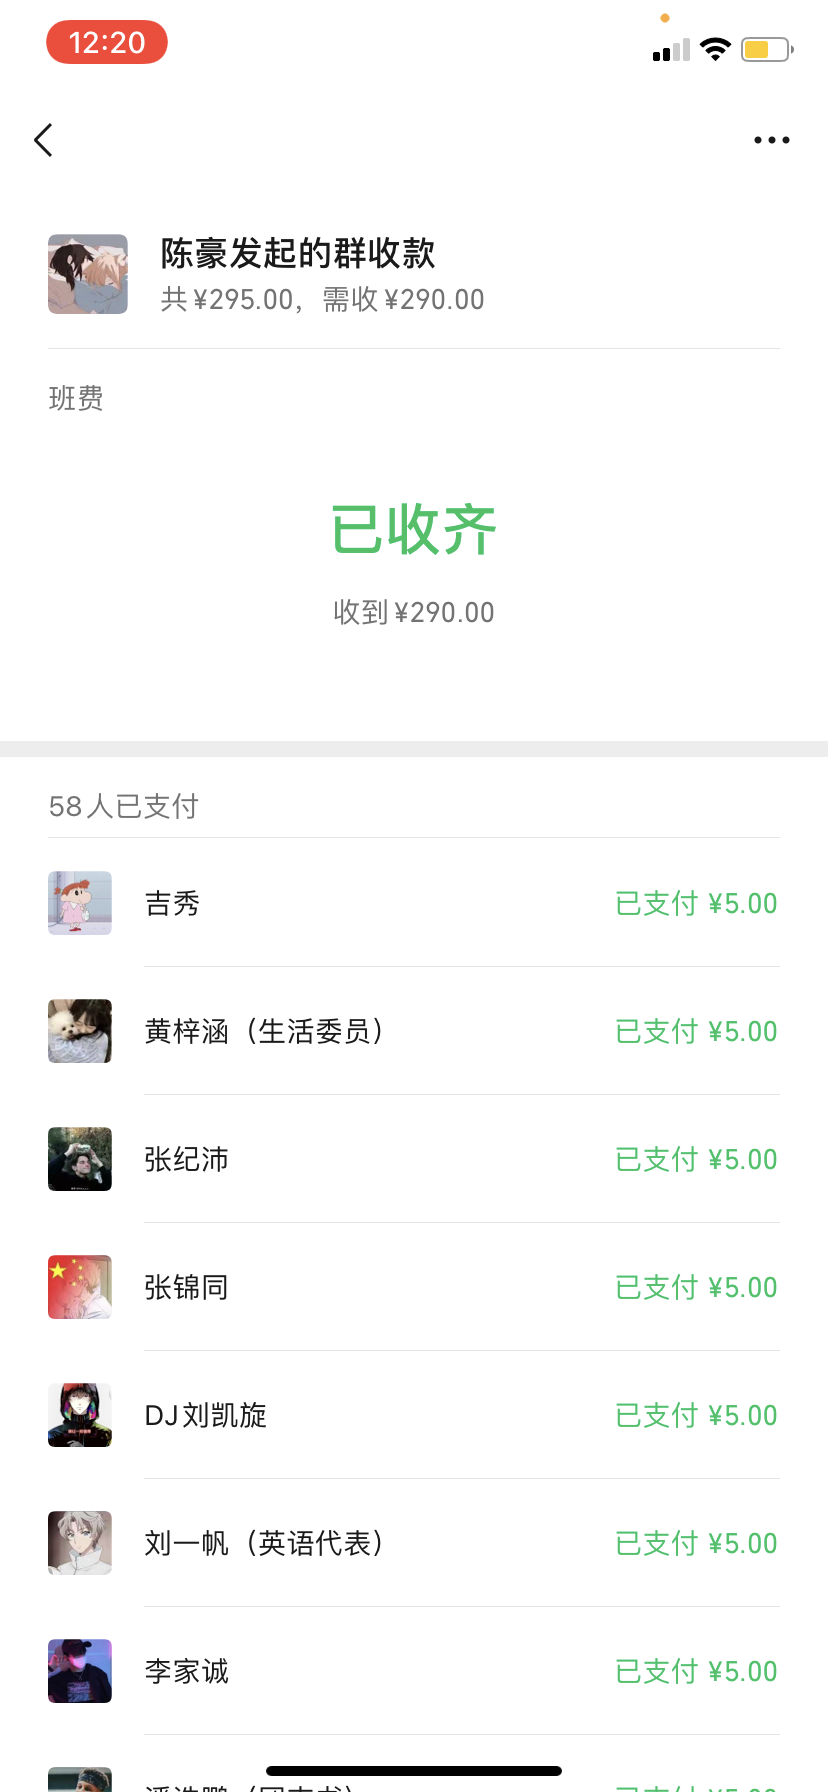 12:20
陈豪发起的群收款
共¥295.00，需收¥290.00
班费
已收齐
收到¥290.00
58人已支付
吉秀 已支付 ¥5.00
黄梓涵（生活委员） 已支付 ¥5.00
张纪沛 已支付 ¥5.00
张锦同 已支付 ¥5.00
DJ刘凯旋 已支付 ¥5.00
刘一帆（英语代表） 已支付 ¥5.00
李家诚 已支付 ¥5.00